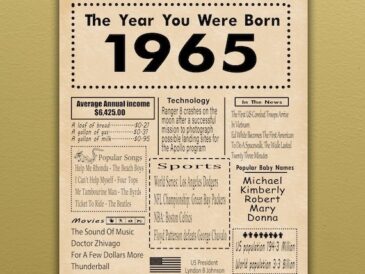 The Year You Were Born
1965
Average Annual income
$6,425.00
A loaf of bread----$0-21
A gallon of gas----$0-31
A gallon of milk----$0-95
Popular Songs
Help Me Rhonda - The Beach Boys
I Can't Help Myself - Four Tops
Mr Tambourine Man - The Byrds
Ticket To Ride - the Beatles
Movies
The Sound Of Music
Doctor Zhivago
For A Few Dollars More
Thunderball
Technology
Ranger 8 crashes on
the moon after a successful
mission to photograph
possible landing sites
for the Apollo program
Sports
World Series: Los Angeles Dodgers
NFL Championship: Green Bay Packers
NBA: Boston Celtics
Floyd Patterson defeats George Chuvalo
US President
Lyndon B Johnson
In The News
The First US Combat Troops Arrive
In Vietnam
Ed White Becomes The First American
To Do A Spacewalk, The Walk Lasted
Twenty Three Minutes
Popular Baby Names
Michael
Kimberly
Robert
Mary
Donna
US population 194-3 Million
World population 3-3 Billion